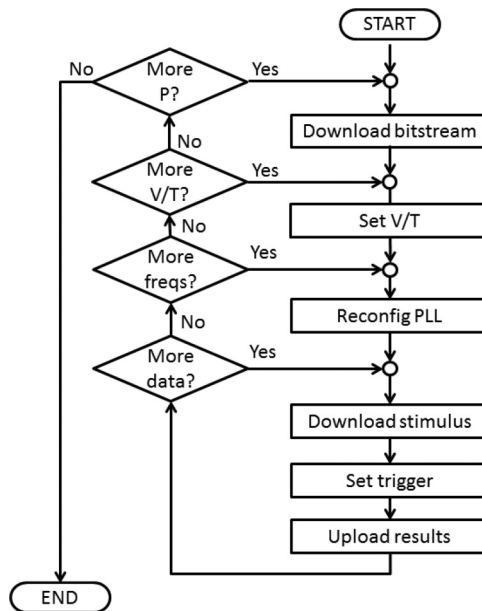 START
No
More
P?
Yes
Download bitstream
No
More
V/T?
Yes
Set V/T
No
More
freqs?
Yes
Reconfig PLL
No
More
data?
Yes
Download stimulus
Set trigger
Upload results
END